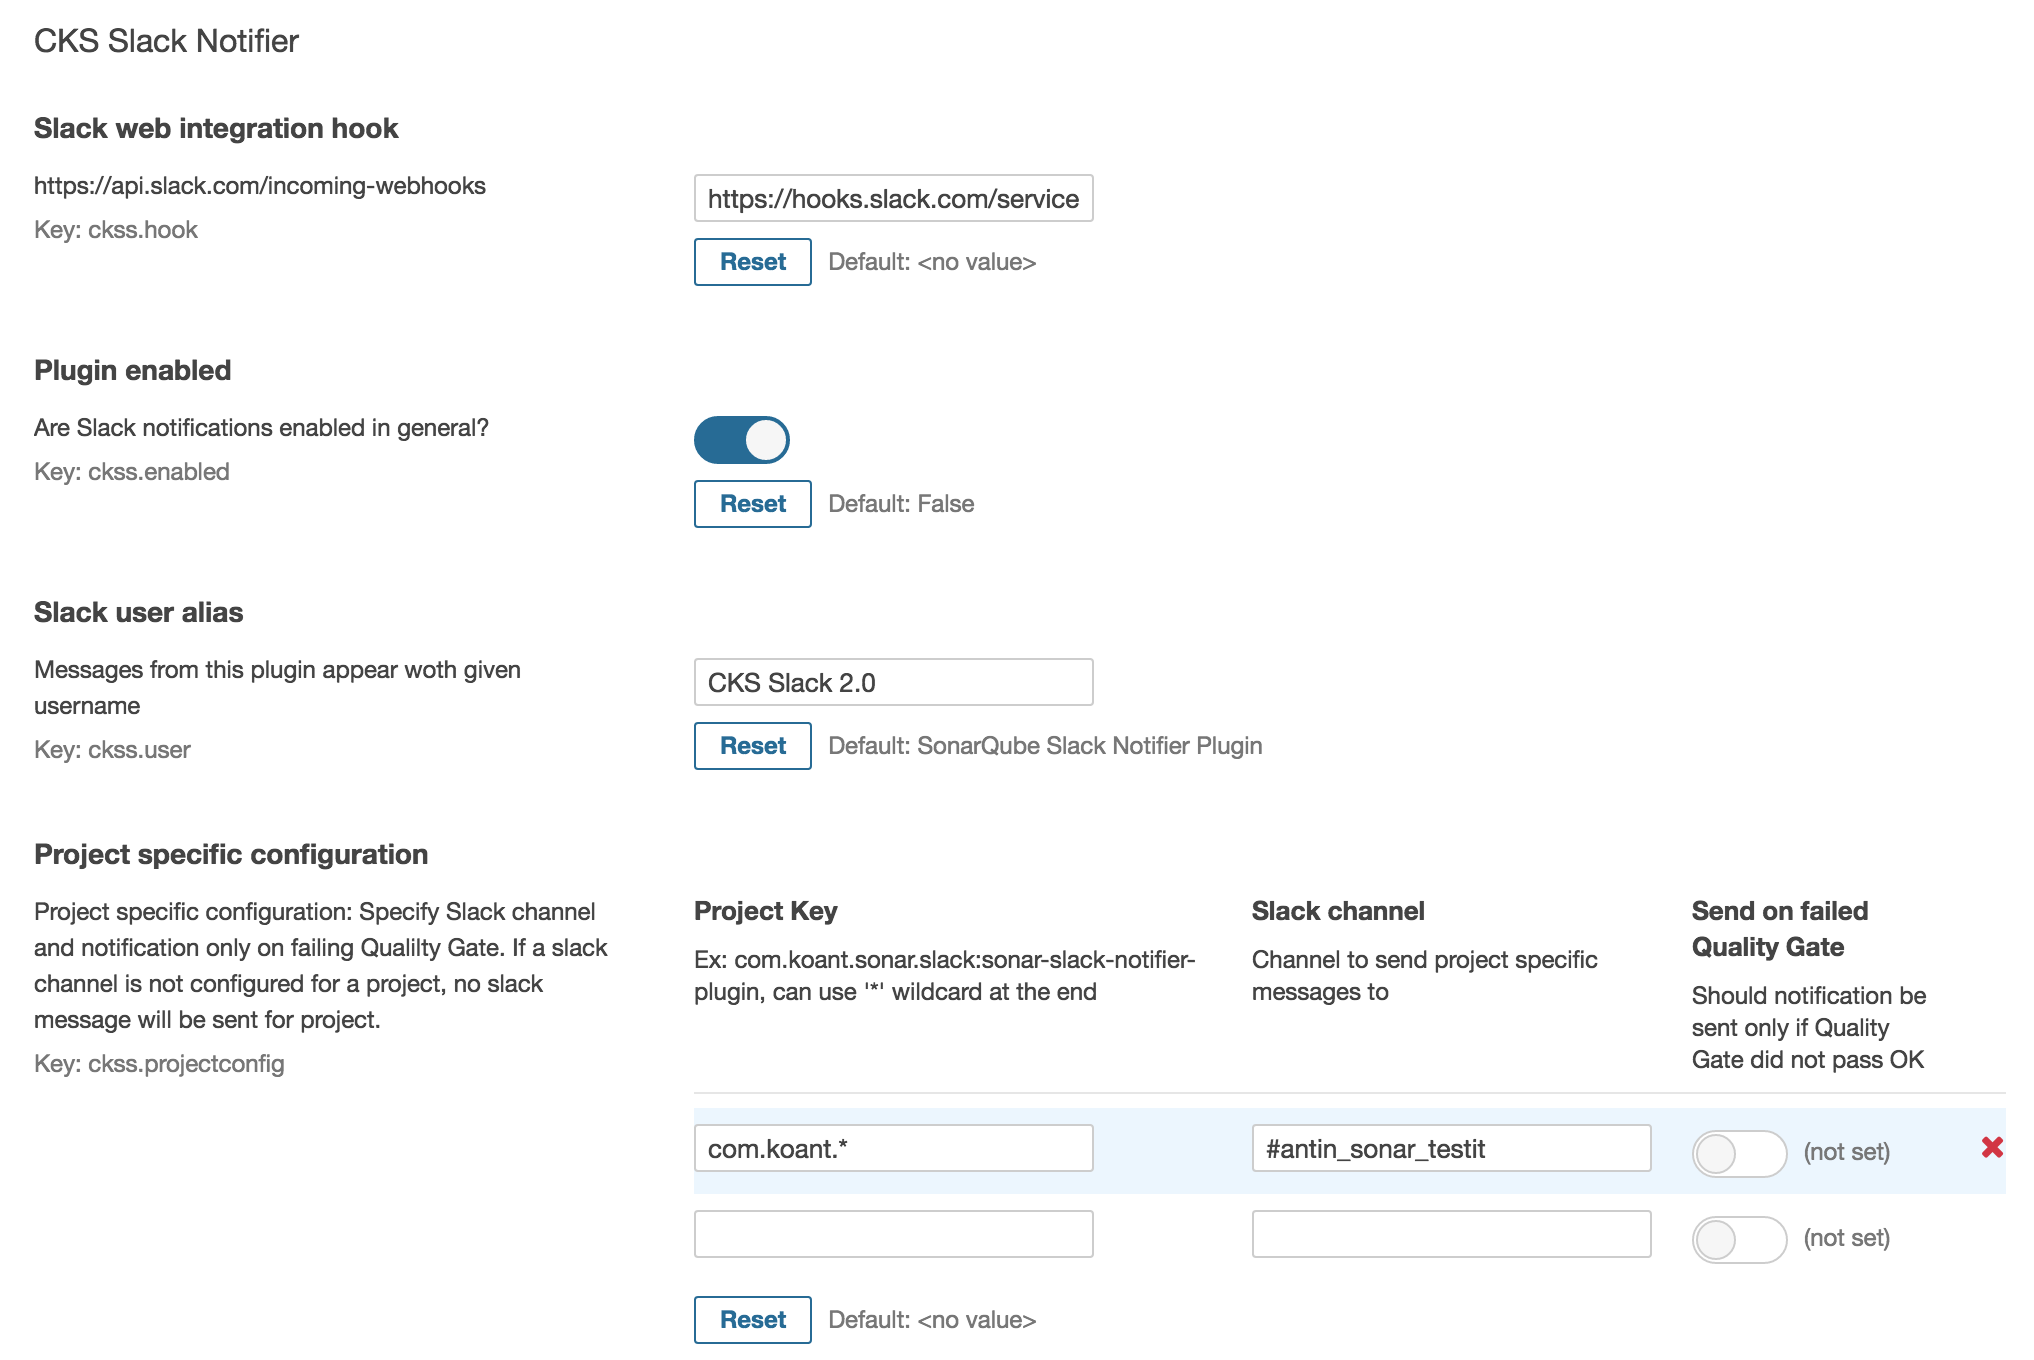 CKS Slack Notifier
Slack web integration hook
https://api.slack.com/incoming-webhooks
Key: ckss.hook
https://hooks.slack.com/service
Reset Default: <no value>
Plugin enabled
Are Slack notifications enabled in general?
Key: ckss.enabled
Reset Default: False
Slack user alias
Messages from this plugin appear woth given
username
Key: ckss.user
CKS Slack 2.0
Reset Default: SonarQube Slack Notifier Plugin
Project specific configuration
Project specific configuration: Specify Slack channel
and notification only on failing Qualilty Gate. If a slack
channel is not configured for a project, no slack
message will be sent for project.
Key: ckss.projectconfig
Project Key
Ex: com.koant.sonar.slack:sonar-slack-notifier-
plugin, can use '*' wildcard at the end
Slack channel
Channel to send project specific
messages to
Send on failed
Quality Gate
Should notification be
sent only if Quality
Gate did not pass OK
com.koant.* #antin_sonar_testit (not set)
(not set)
Reset Default: <no value>